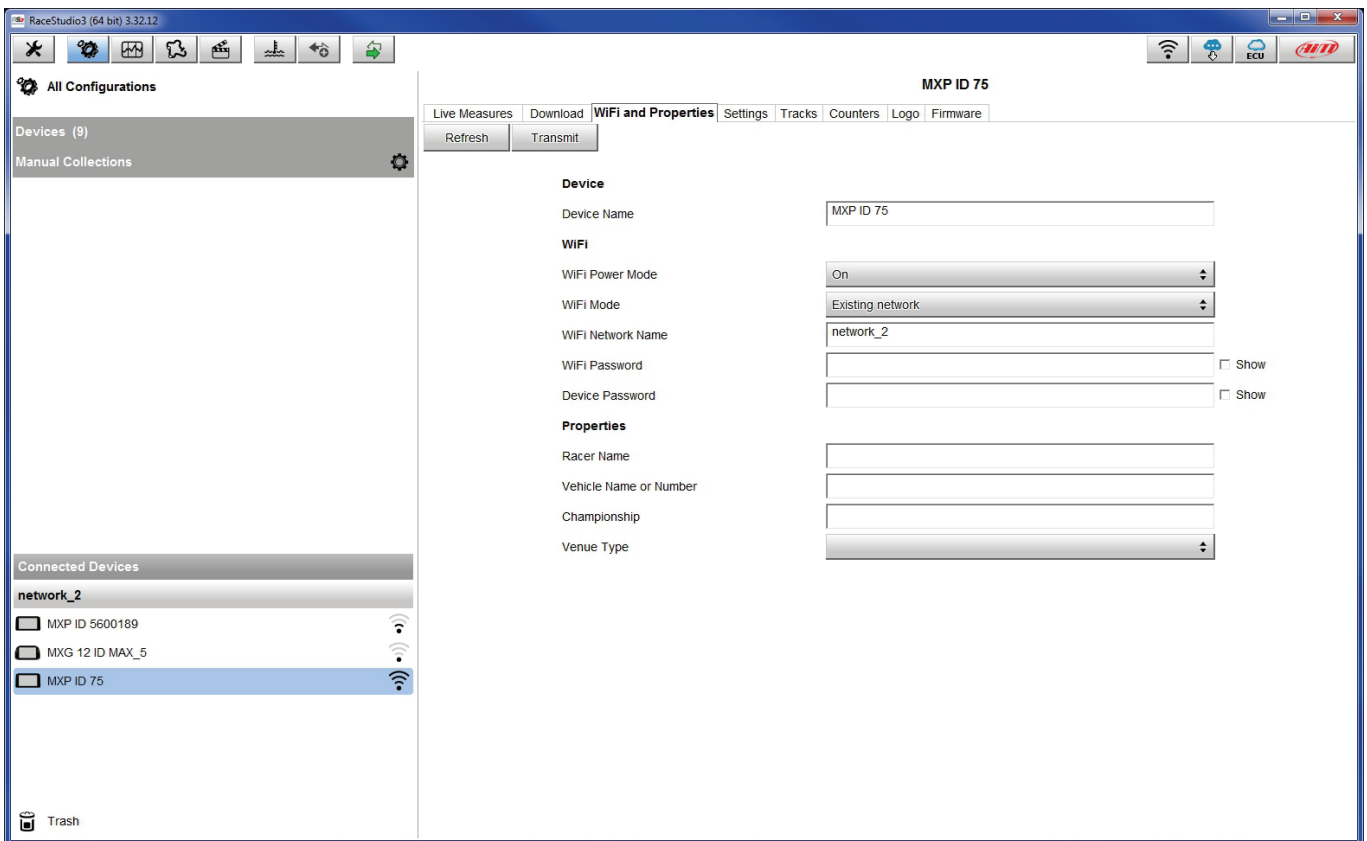 RaceStudio3 (64 bit) 3.32.12
ECU
AiM
All Configurations
Devices (9)
Manual Collections
Connected Devices
network_2
MXP ID 5600189
MXG 12 ID MAX_5
MXP ID 75
Trash
MXP ID 75
Live Measures Download WiFi and Properties Settings Tracks Counters Logo Firmware
Refresh Transmit
Device
Device Name MXP ID 75
WiFi
WiFi Power Mode On
WiFi Mode Existing network
WiFi Network Name network_2
WiFi Password Show
Device Password Show
Properties
Racer Name
Vehicle Name or Number
Championship
Venue Type